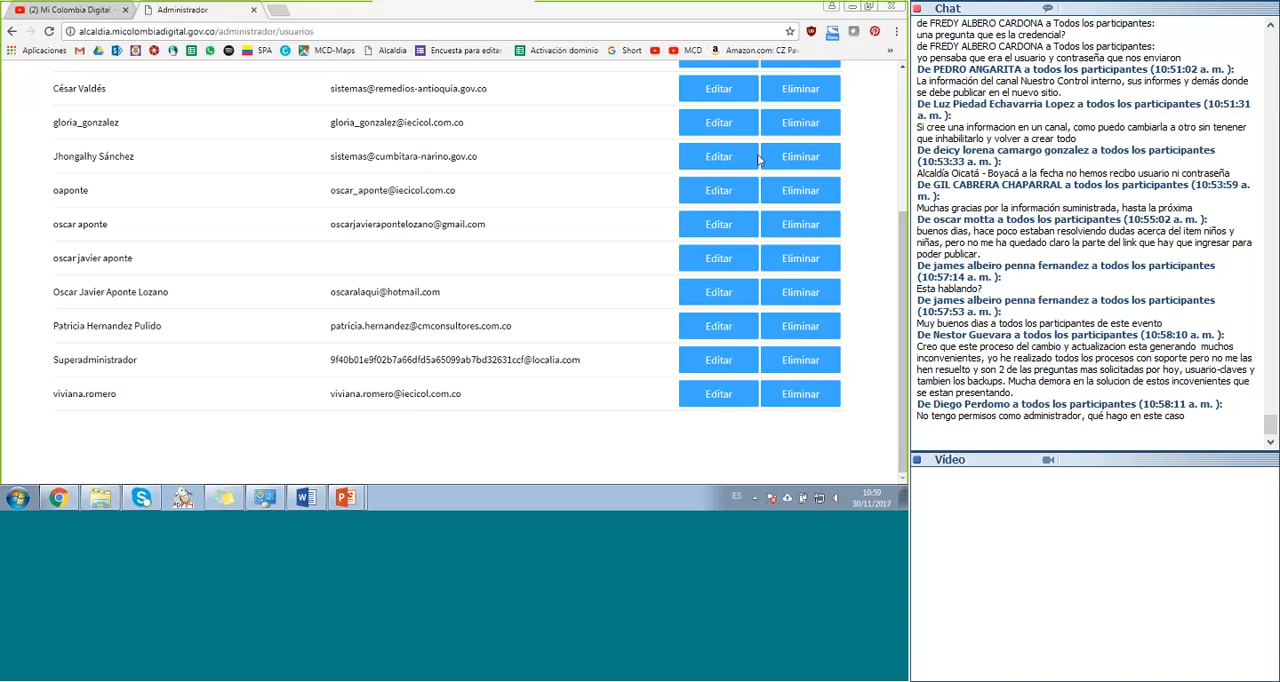 (2) Mi Colombia Digital -
Administrador
alcaldia.micolombiadigital.gov.co/administrador/usuarios
Aplicaciones SPA MCD-Maps Alcaldia Encuesta para editar Activación dominio G Short MCD Amazon.com: CZ »
César Valdés sistemas@remedios-antioquia.gov.co Editar Eliminar
gloria_gonzalez gloria_gonzalez@iecicol.com.co Editar Eliminar
Jhongalhy Sánchez sistemas@cumbitara-narino.gov.co Editar Eliminar
oaponte oscar_aponte@iecicol.com.co Editar Eliminar
oscar aponte oscarjavierapontelozano@gmail.com Editar Eliminar
oscar javier aponte Editar Eliminar
Oscar Javier Aponte Lozano oscaralaqui@hotmail.com Editar Eliminar
Patricia Hernandez Pulido patricia.hernandez@cmconsultores.com.co Editar Eliminar
Superadministrador 9f40b01e9f02b7a66dfd5a65099ab7bd32631ccf@localia.com Editar Eliminar
viviana.romero viviana.romero@iecicol.com.co Editar Eliminar
ES
10:59
30/11/2017
Chat
de FREDY ALBERO CARDONA a Todos los participantes:
una pregunta que es la credencial?
de FREDY ALBERO CARDONA a Todos los participantes:
yo pensaba que era el usuario y contraseña que nos enviaron
De PEDRO ANGARITA a todos los participantes (10:51:02 a. m. ):
La información del canal Nuestro Control interno, sus informes y demás donde
se debe publicar en el nuevo sitio.
De Luz Piedad Echavarria Lopez a todos los participantes (10:51:31
a. m. ):
Si cree una informacion en un canal, como puedo cambiarla a otro sin tenener
que inhabilitarlo y volver a crear todo
De deicy lorena camargo gonzalez a todos los participantes
(10:53:33 a. m. ):
Alcaldía Oicatá - Boyacá a la fecha no hemos recibo usuario ni contraseña
De GIL CABRERA CHAPARRAL a todos los participantes (10:53:59 a.
m. ):
Muchas gracias por la información suministrada, hasta la próxima
De oscar motta a todos los participantes (10:55:02 a. m. ):
buenos dias, hace poco estaban resolviendo dudas acerca del item niños y
niñas, pero no me ha quedado claro la parte del link que hay que ingresar para
poder publicar.
De james albeiro penna fernandez a todos los participantes
(10:57:14 a. m. ):
Esta hablando?
De james albeiro penna fernandez a todos los participantes
(10:57:53 a. m. ):
Muy buenos dias a todos los participantes de este evento
De Nestor Guevara a todos los participantes (10:58:10 a. m. ):
Creo que este proceso del cambio y actualizacion esta generando muchos
inconvenientes, yo he realizado todos los procesos con soporte pero no me las
hen resuelto y son 2 de las preguntas mas solicitadas por hoy, usuario-claves y
tambien los backups. Mucha demora en la solucion de estos incovenientes que
se estan presentando.
De Diego Perdomo a todos los participantes (10:58:11 a. m. ):
No tengo permisos como administrador, qué hago en este caso
Vídeo